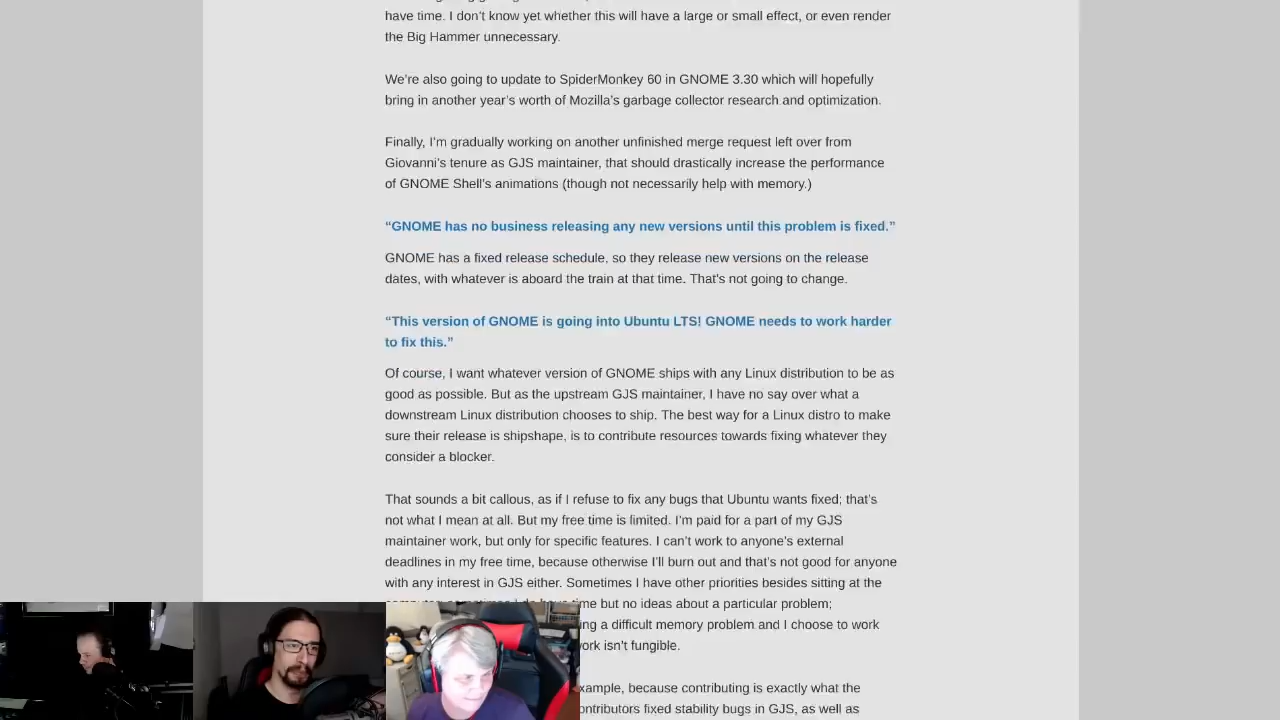 have time. I don’t know yet whether this will have a large or small effect, or even render
the Big Hammer unnecessary.
We’re also going to update to SpiderMonkey 60 in GNOME 3.30 which will hopefully
bring in another year’s worth of Mozilla’s garbage collector research and optimization.
Finally, I’m gradually working on another unfinished merge request left over from
Giovanni’s tenure as GJS maintainer, that should drastically increase the performance
of GNOME Shell’s animations (though not necessarily help with memory.)
“GNOME has no business releasing any new versions until this problem is fixed.”
GNOME has a fixed release schedule, so they release new versions on the release
dates, with whatever is aboard the train at that time. That’s not going to change.
“This version of GNOME is going into Ubuntu LTS! GNOME needs to work harder
to fix this.”
Of course, I want whatever version of GNOME ships with any Linux distribution to be as
good as possible. But as the upstream GJS maintainer, I have no say over what a
downstream Linux distribution chooses to ship. The best way for a Linux distro to make
sure their release is shipshape, is to contribute resources towards fixing whatever they
consider a blocker.
That sounds a bit callous, as if I refuse to fix any bugs that Ubuntu wants fixed; that’s
not what I mean at all. But my free time is limited. I’m paid for a part of my GJS
maintainer work, but only for specific features. I can’t work to anyone’s external
deadlines in my free time, because otherwise I’ll burn out and that’s not good for anyone
with any interest in GJS either. Sometimes I have other priorities besides sitting at the
time but no ideas about a particular problem;
a difficult memory problem and I choose to work
isn’t fungible.
because contributing is exactly what the
fixed stability bugs in GJS, as well as